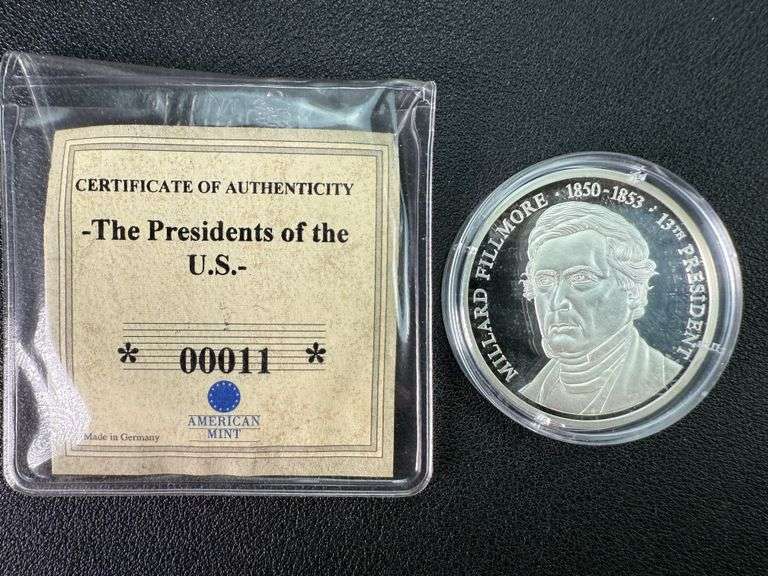 CERTIFICATE OF AUTHENTICITY
-The Presidents of the
U.S.-
* 00011 *
AMERICAN
MINT
Made in Germany
MILLARD FILLMORE · 1850-1853 · 13TH PRESIDENT